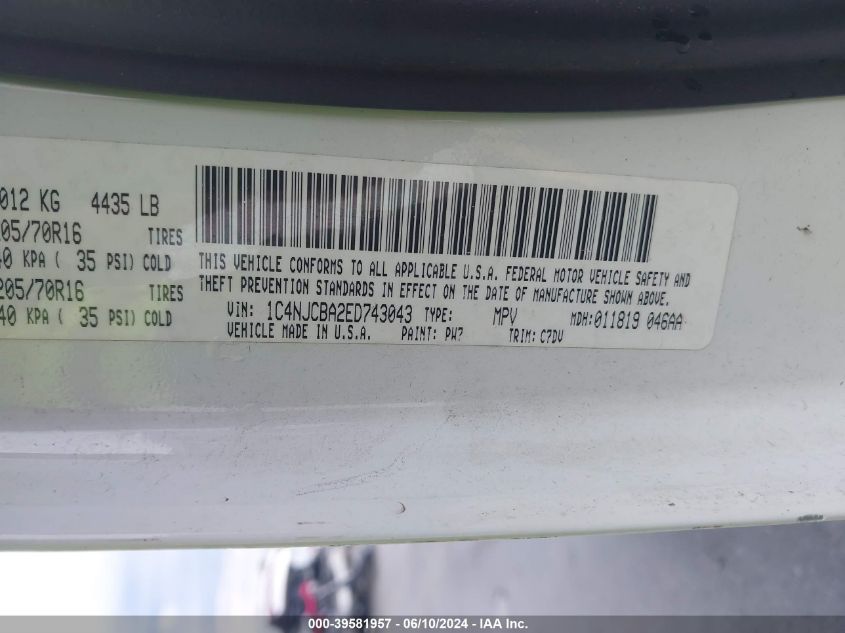 012 KG 4435 LB
205/70R16 TIRES
40 KPA ( 35 PSI) COLD
205/70R16 TIRES
40 KPA ( 35 PSI) COLD
THIS VEHICLE CONFORMS TO ALL APPLICABLE U.S.A. FEDERAL MOTOR VEHICLE SAFETY AND
THEFT PREVENTION STANDARDS IN EFFECT ON THE DATE OF MANUFACTURE SHOWN ABOVE.
VIN: 1C4NJCBA2ED743043 TYPE: MPV MDH:011819 046AA
VEHICLE MADE IN U.S.A. PAINT: PW7 TRIM: C7DV
000-39581957 - 06/10/2024 - IAA Inc.